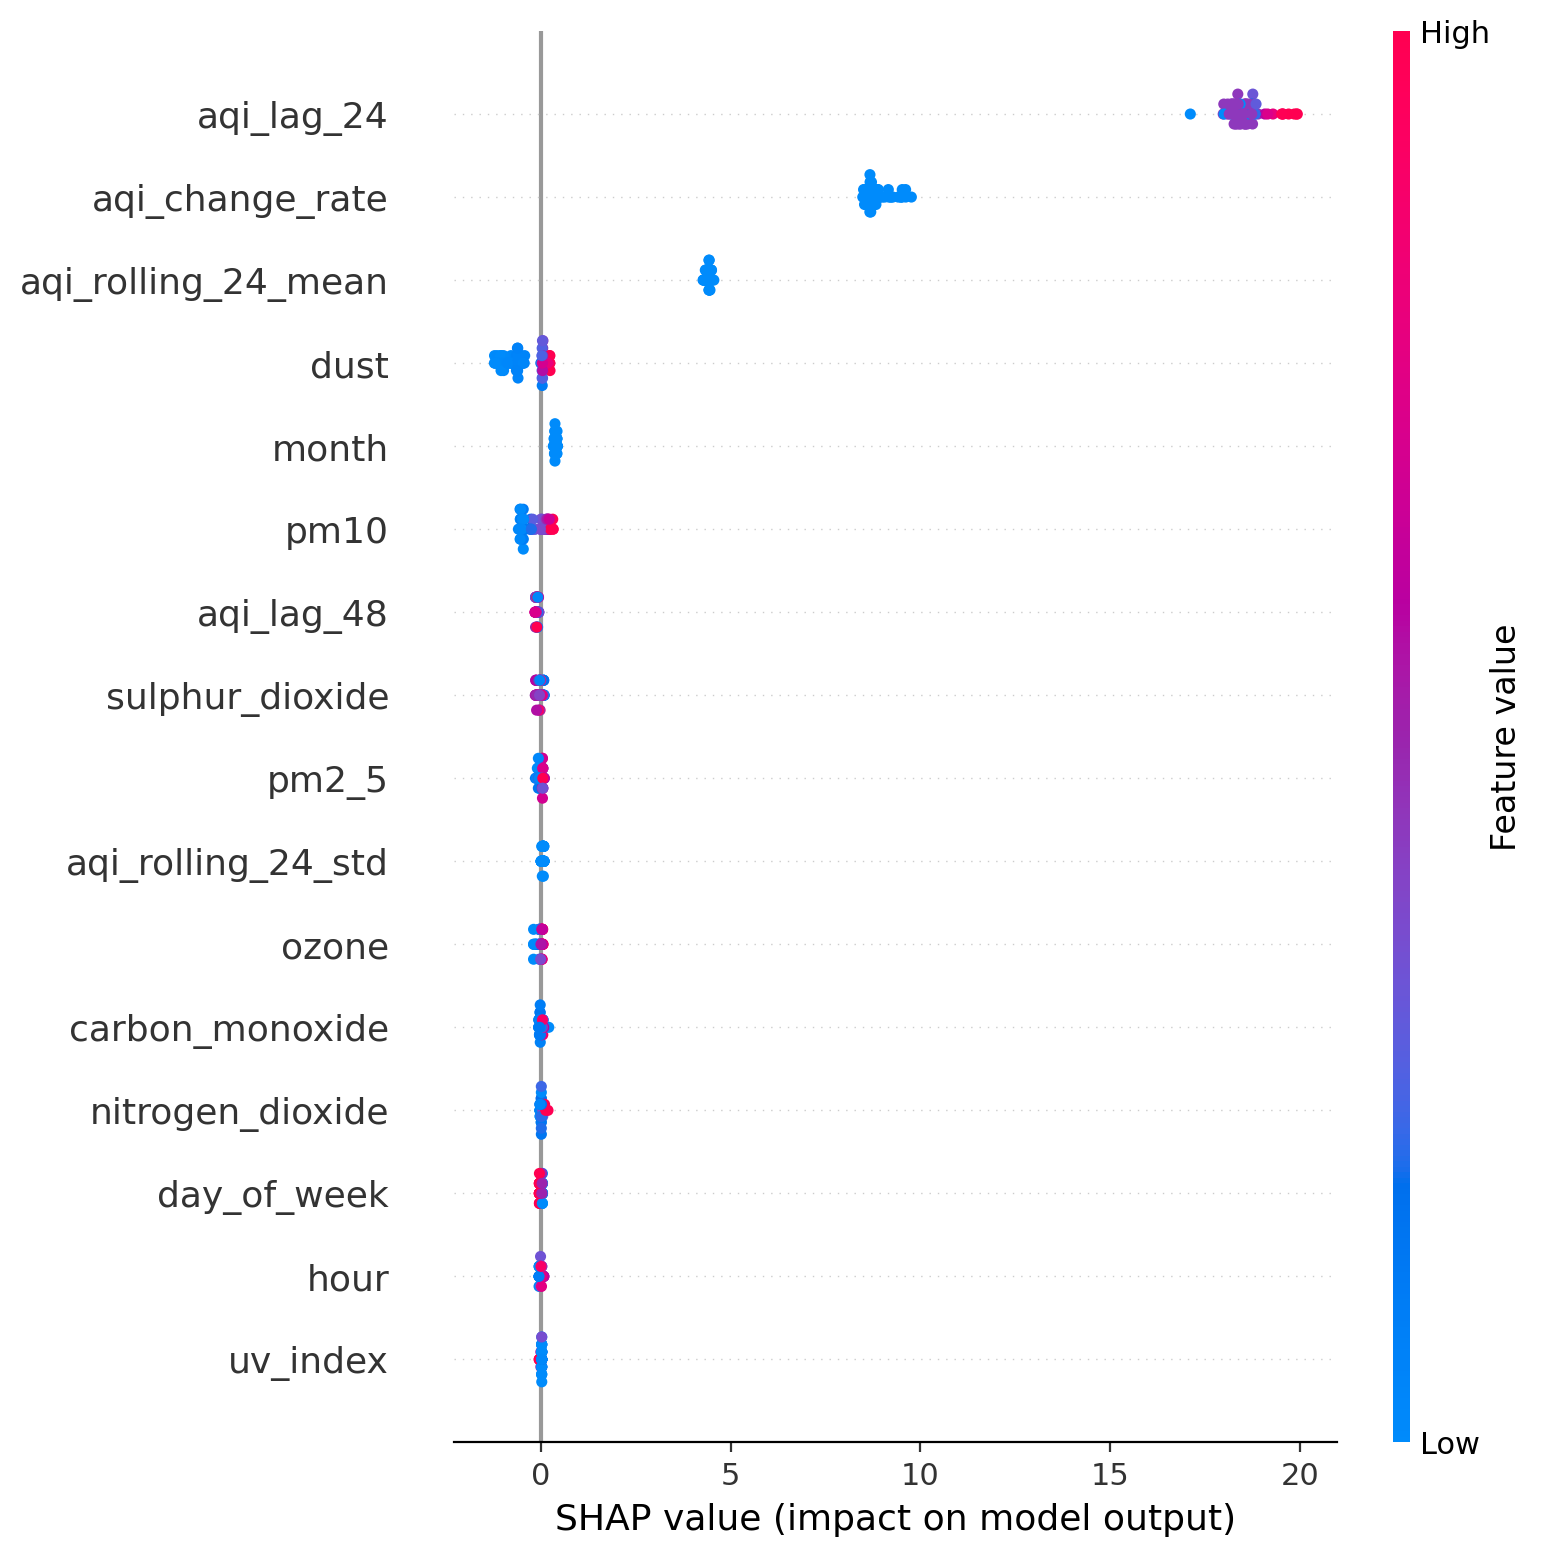 High
aqi_lag_24
aqi_change_rate
aqi_rolling_24_mean
dust
month
pm10
aqi_lag_48
sulphur_dioxide
pm2_5
aqi_rolling_24_std
ozone
carbon_monoxide
nitrogen_dioxide
day_of_week
hour
uv_index
Feature value
Low
0 5 10 15 20
SHAP value (impact on model output)